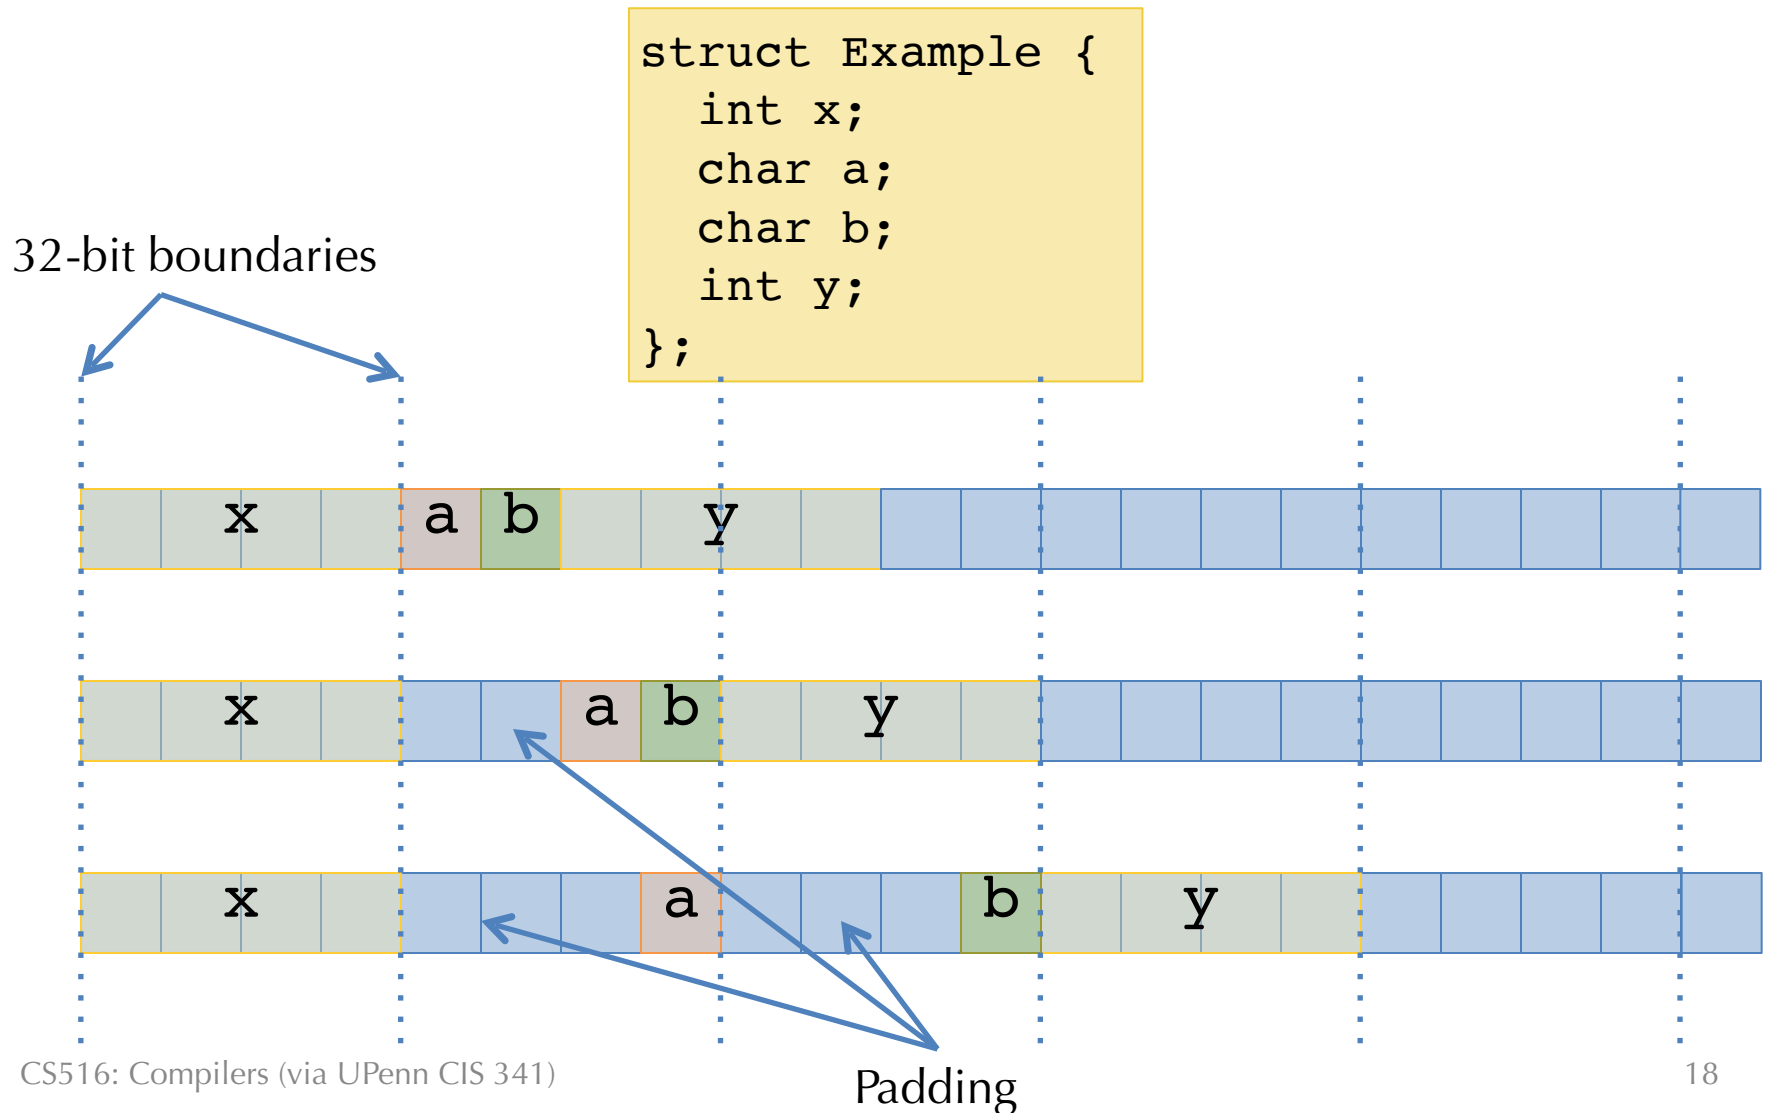 struct Example {
int x;
char a;
char b;
int y;
};
32-bit boundaries
x a b y
x a b y
x a b y
Padding
CS516: Compilers (via UPenn CIS 341)
18